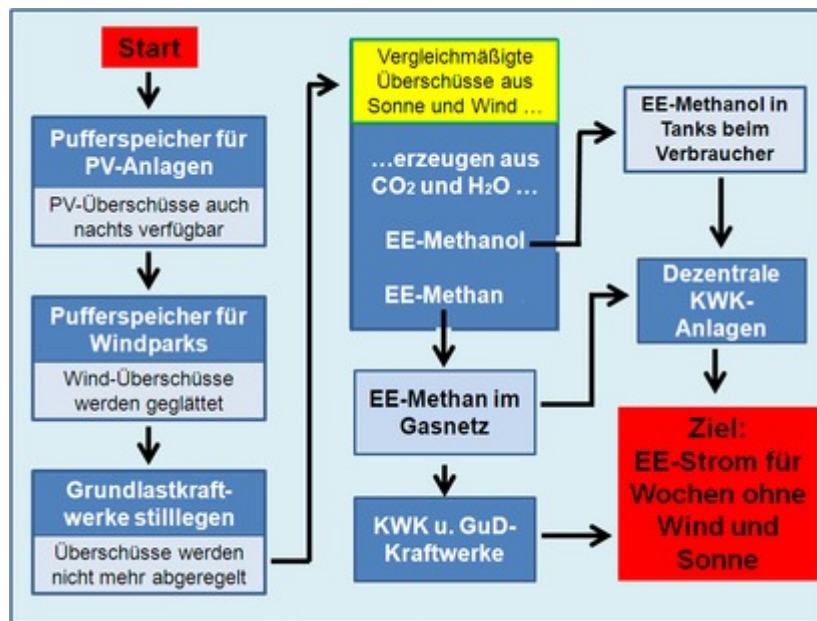 Start
Pufferspeicher für
PV-Anlagen
PV-Überschüsse auch
nachts verfügbar
Pufferspeicher für
Windparks
Wind-Überschüsse
werden geglättet
Grundlastkraft-
werke stilllegen
Überschüsse werden
nicht mehr abgeregelt
Vergleichmäßigte
Überschüsse aus
Sonne und Wind ...
...erzeugen aus
CO₂ und H₂O ...
EE-Methanol
EE-Methan
EE-Methan im
Gasnetz
KWK u. GuD-
Kraftwerke
EE-Methanol in
Tanks beim
Verbraucher
Dezentrale
KWK-
Anlagen
Ziel:
EE-Strom für
Wochen ohne
Wind und
Sonne